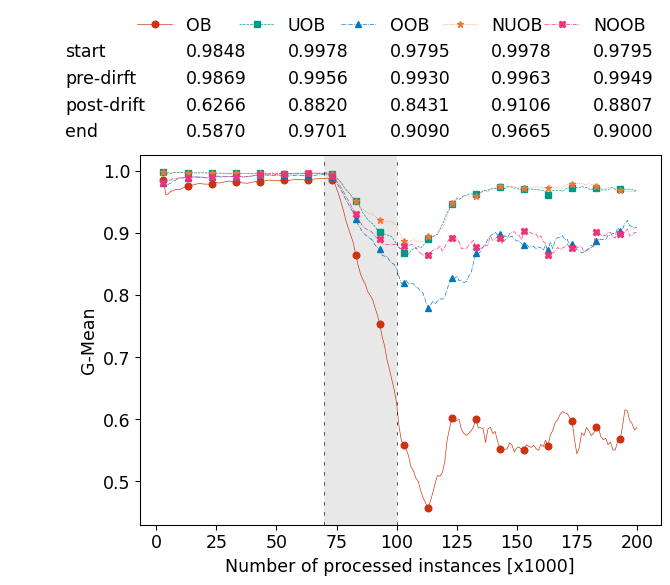 OB UOB OOB NUOB NOOB
start 0.9848 0.9978 0.9795 0.9978 0.9795
pre-dirft 0.9869 0.9956 0.9930 0.9963 0.9949
post-drift 0.6266 0.8820 0.8431 0.9106 0.8807
end 0.5870 0.9701 0.9090 0.9665 0.9000
1.0
0.9
0.8
0.7
0.6
0.5
G-Mean
0 25 50 75 100 125 150 175 200
Number of processed instances [x1000]